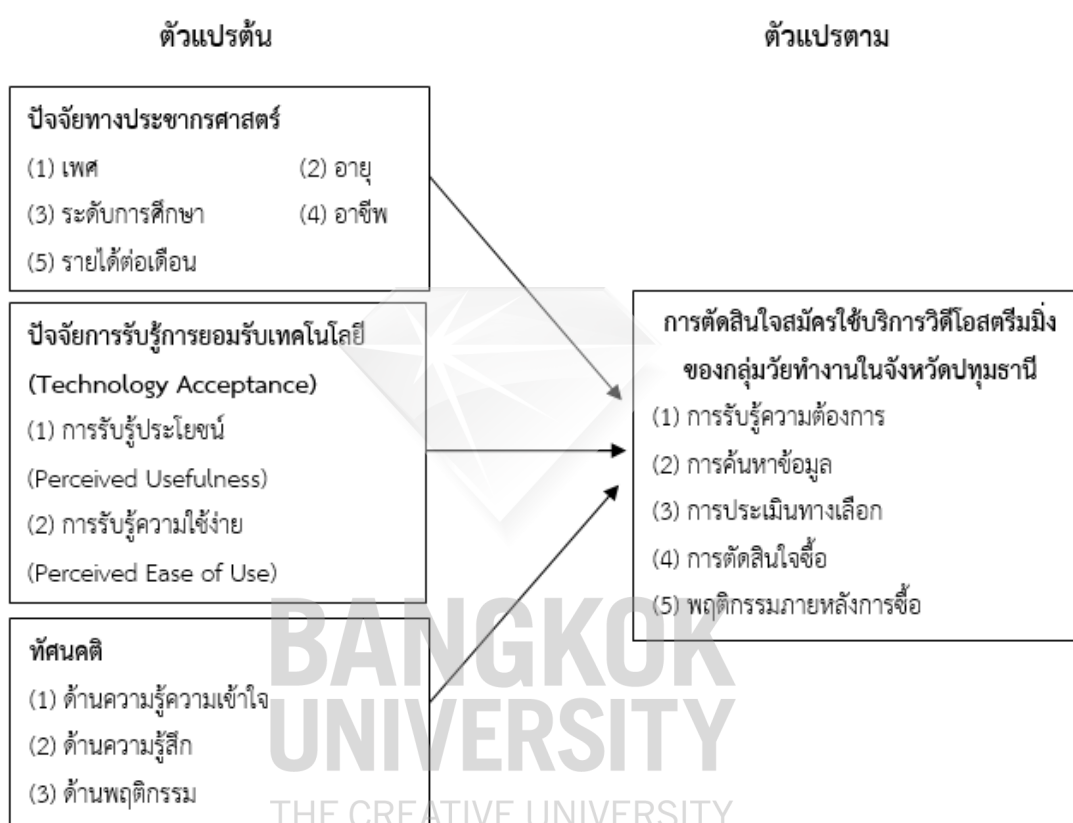 ตัวแปรต้น
ตัวแปรตาม
ปัจจัยทางประชากรศาสตร์
(1) เพศ (2) อายุ
(3) ระดับการศึกษา (4) อาชีพ
(5) รายได้ต่อเดือน
ปัจจัยการรับรู้การยอมรับเทคโนโลยี
(Technology Acceptance)
(1) การรับรู้ประโยชน์
(Perceived Usefulness)
(2) การรับรู้ความใช้ง่าย
(Perceived Ease of Use)
ทัศนคติ
(1) ด้านความรู้ความเข้าใจ
(2) ด้านความรู้สึก
(3) ด้านพฤติกรรม
การตัดสินใจสมัครใช้บริการวิดีโอสตรีมมิ่ง
ของกลุ่มวัยทำงานในจังหวัดปทุมธานี
(1) การรับรู้ความต้องการ
(2) การค้นหาข้อมูล
(3) การประเมินทางเลือก
(4) การตัดสินใจซื้อ
(5) พฤติกรรมภายหลังการซื้อ
BANGKOK
UNIVERSITY
THE CREATIVE UNIVERSITY